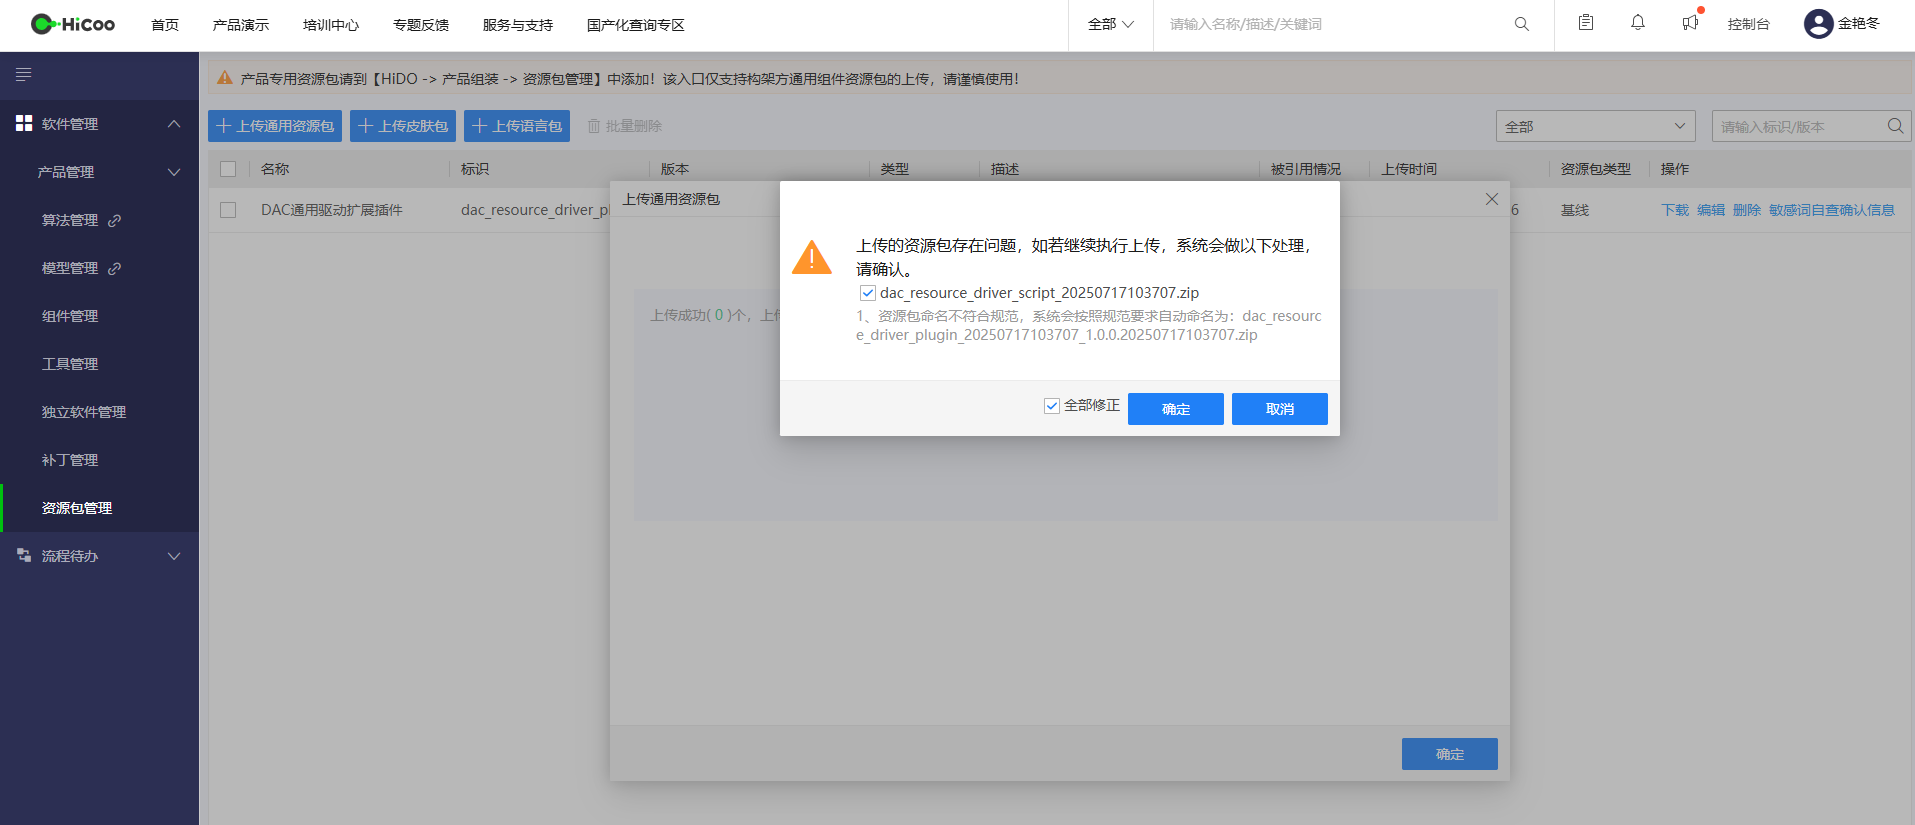 HiCoo 首页 产品演示 培训中心 专题反馈 服务与支持 国产化查询专区 全部 请输入名称/描述/关键词 控制台 金艳冬
产品专用资源包请到【HiDO -> 产品组装 -> 资源包管理】中添加！该入口仅支持构架方通用组件资源包的上传，请谨慎使用！
软件管理
产品管理
算法管理
模型管理
组件管理
工具管理
独立软件管理
补丁管理
资源包管理
流程待办
上传通用资源包 上传皮肤包 上传语言包 批量删除 全部 请输入标识/版本
名称 标识 版本 类型 描述 被引用情况 上传时间 资源包类型 操作
DAC通用驱动扩展插件 dac_resource_driver_pl 6 基线 下载 编辑 删除 敏感词自查确认信息
上传通用资源包
上传成功( 0 )个，上传
确定
上传的资源包存在问题，如若继续执行上传，系统会做以下处理，
请确认。
dac_resource_driver_script_20250717103707.zip
1、资源包命名不符合规范，系统会按照规范要求自动命名为：dac_resourc
e_driver_plugin_20250717103707_1.0.0.20250717103707.zip
全部修正 确定 取消